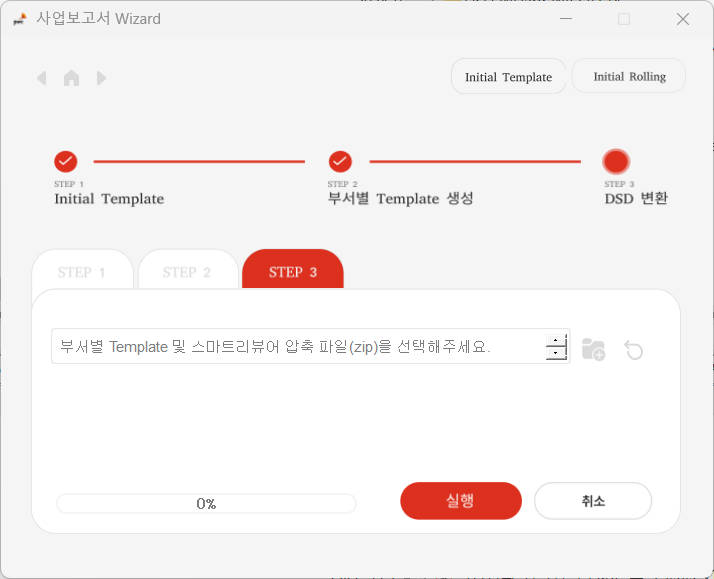 사업보고서 Wizard
Initial Template
Initial Rolling
STEP 1
Initial Template
STEP 2
부서별 Template 생성
STEP 3
DSD 변환
STEP 1
STEP 2
STEP 3
부서별 Template 및 스마트리뷰어 압축 파일(zip)을 선택해주세요.
0%
실행
취소